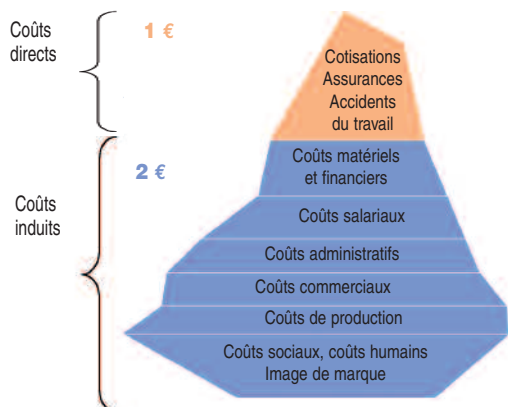 Coûts
directs
1 €
Cotisations
Assurances
Accidents
du travail
2 €
Coûts
induits
Coûts matériels
et financiers
Coûts salariaux
Coûts administratifs
Coûts commerciaux
Coûts de production
Coûts sociaux, coûts humains
Image de marque